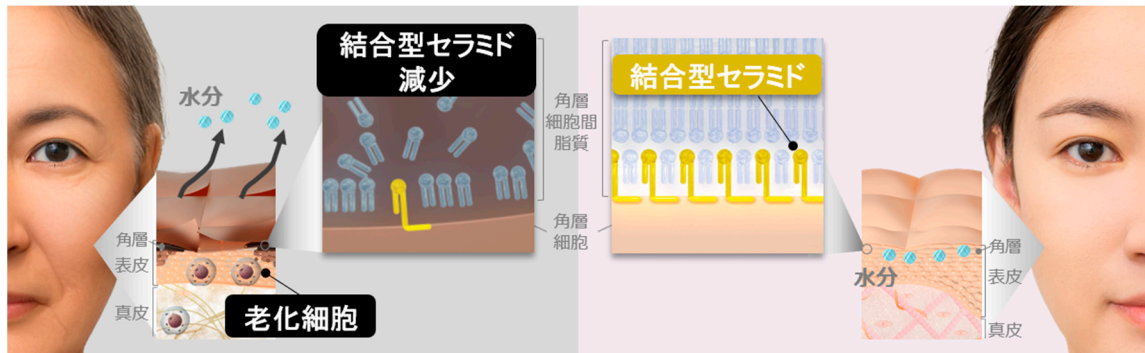 水分
結合型セラミド
減少
角層
細胞間
脂質
角層
細胞
角層
表皮
真皮
老化細胞
結合型セラミド
水分
角層
表皮
真皮